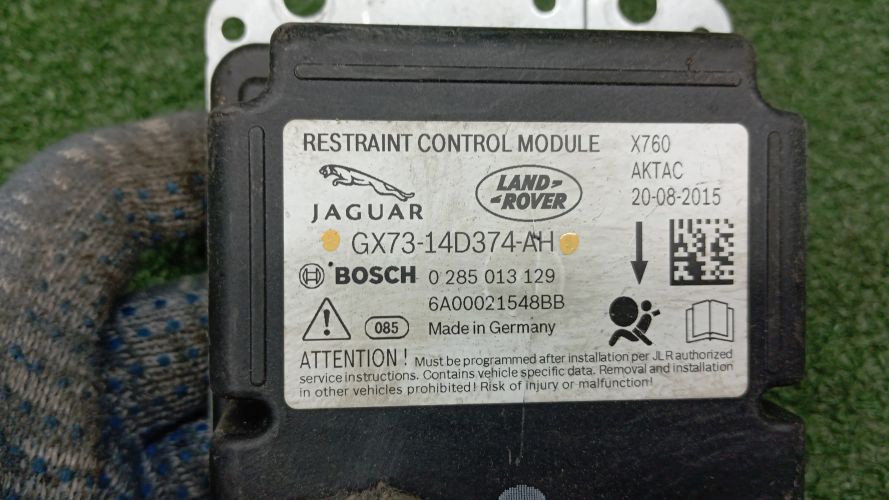 RESTRAINT CONTROL MODULE X760
AKTAC
20-08-2015
JAGUAR
LAND-
-ROVER
GX73-14D374-AH
BOSCH 0 285 013 129
6A00021548BB
085 Made in Germany
ATTENTION! Must be programmed after installation per JLR authorized
service instructions. Contains vehicle specific data. Removal and installation
in other vehicles prohibited! Risk of injury or malfunction!